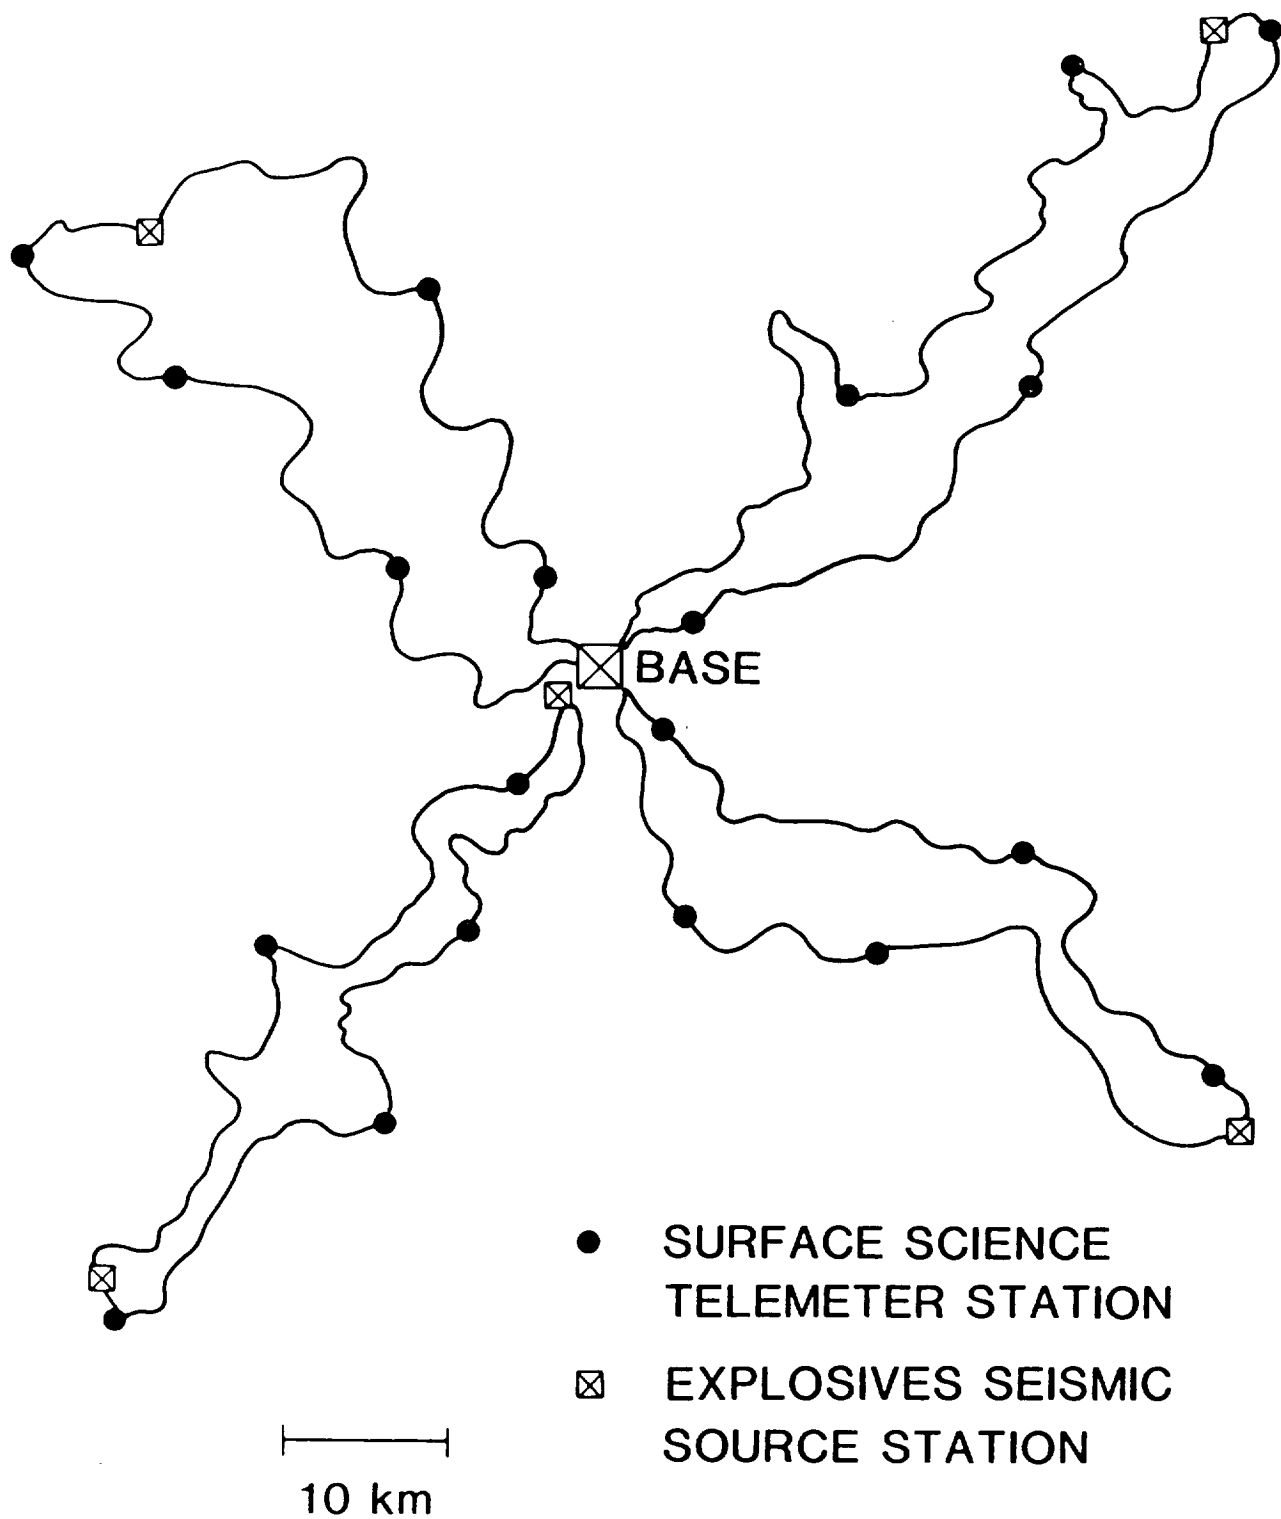 BASE
SURFACE SCIENCE
TELEMETER STATION
EXPLOSIVES SEISMIC
SOURCE STATION
10 km